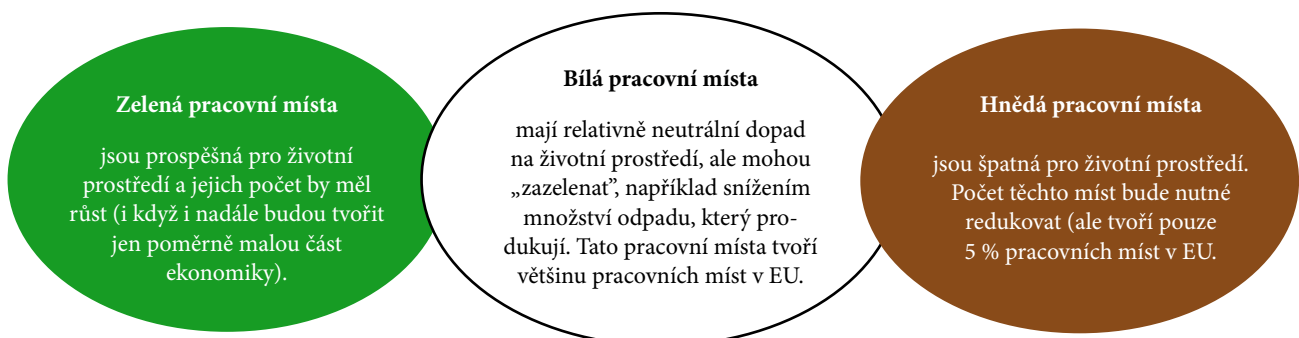 Zelená pracovní místa
jsou prospěšná pro životní
prostředí a jejich počet by měl
růst (i když i nadále budou tvořit
jen poměrně malou část
ekonomiky).
Bílá pracovní místa
mají relativně neutrální dopad
na životní prostředí, ale mohou
„zazelenat”, například snížením
množství odpadu, který pro-
dukují. Tato pracovní místa tvoří
většinu pracovních míst v EU.
Hnědá pracovní místa
jsou špatná pro životní prostředí.
Počet těchto míst bude nutné
redukovat (ale tvoří pouze
5 % pracovních míst v EU.